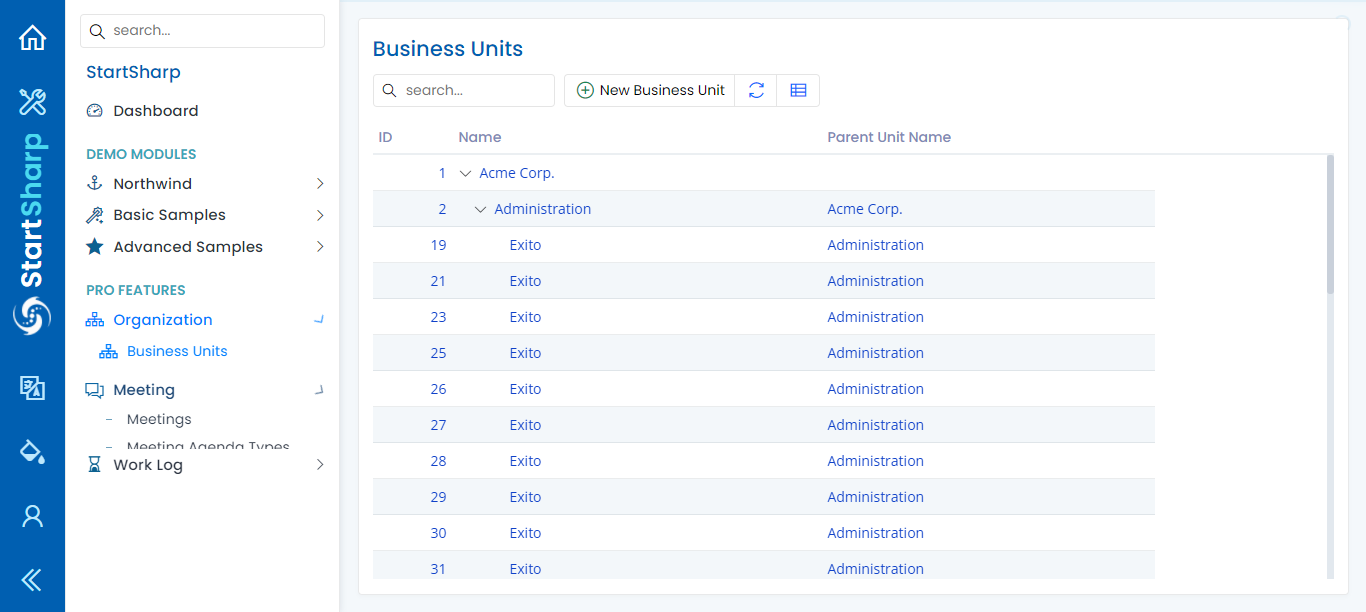 StartSharp
search...
StartSharp
Dashboard
DEMO MODULES
Northwind
Basic Samples
Advanced Samples
PRO FEATURES
Organization
Business Units
Meeting
Meetings
Meeting Agenda Types
Work Log
Business Units
search...
New Business Unit
ID Name Parent Unit Name
1 Acme Corp.
2 Administration Acme Corp.
19 Exito Administration
21 Exito Administration
23 Exito Administration
25 Exito Administration
26 Exito Administration
27 Exito Administration
28 Exito Administration
29 Exito Administration
30 Exito Administration
31 Exito Administration